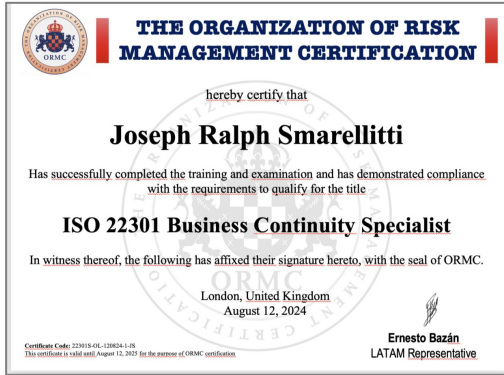 THE ORGANIZATION OF RISK
MANAGEMENT CERTIFICATION
ORMC
hereby certify that
Joseph Ralph Smarellitti
Has successfully completed the training and examination and has demonstrated compliance
with the requirements to qualify for the title
ISO 22301 Business Continuity Specialist
In witness thereof, the following has affixed their signature hereto, with the seal of ORMC.
ORMC
London, United Kingdom
August 12, 2024
Ernesto Bazán
LATAM Representative
Certificate Code: 22301S-OL-120824-1-JS
This certificate is valid until August 12, 2025 for the purpose of ORMC certification